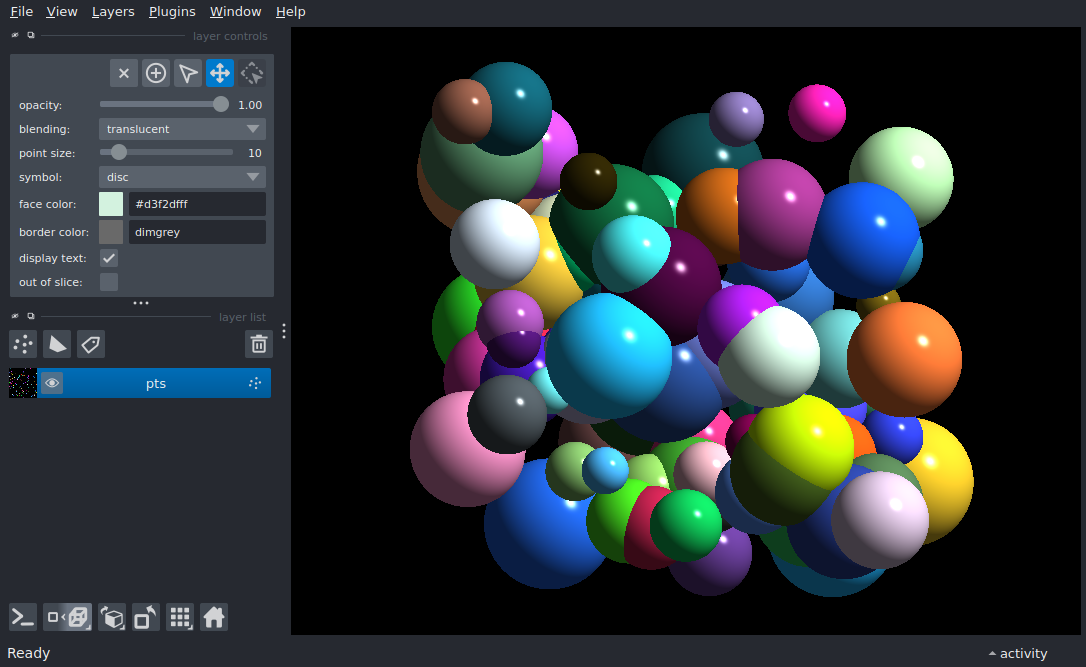 File View Layers Plugins Window Help
layer controls
opacity: 1.00
blending: translucent
point size: 10
symbol: disc
face color: #d3f2dfff
border color: dimgrey
display text:
out of slice:
layer list
pts
Ready
activity